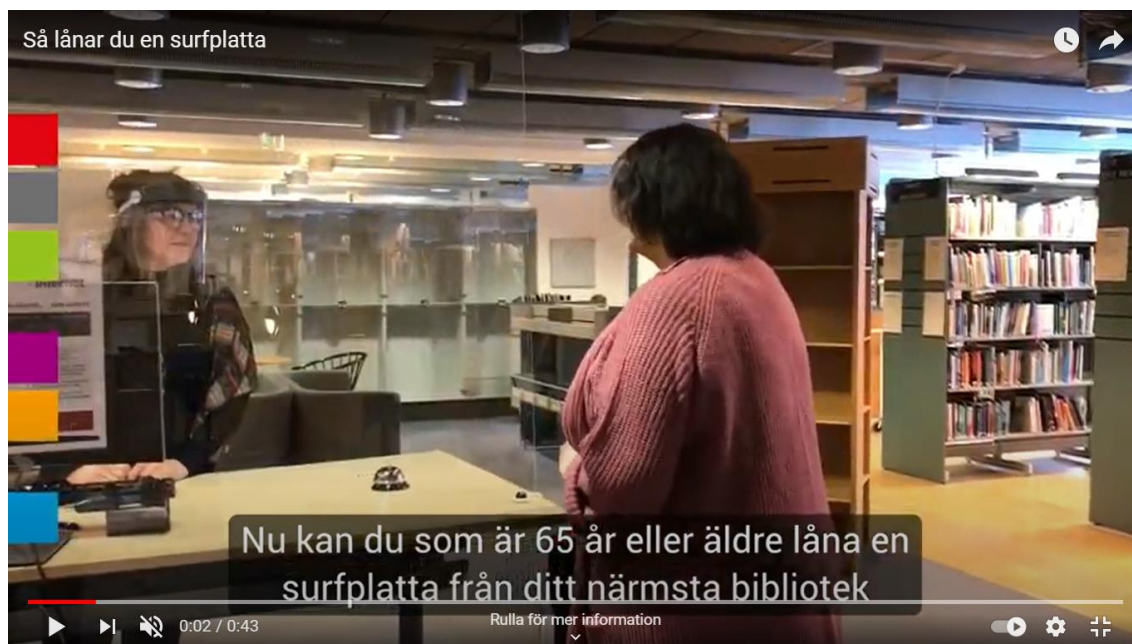 Så lånar du en surfplatta
Nu kan du som är 65 år eller äldre låna en
surfplatta från ditt närmsta bibliotek
Rulla för mer information
0:02 / 0:43